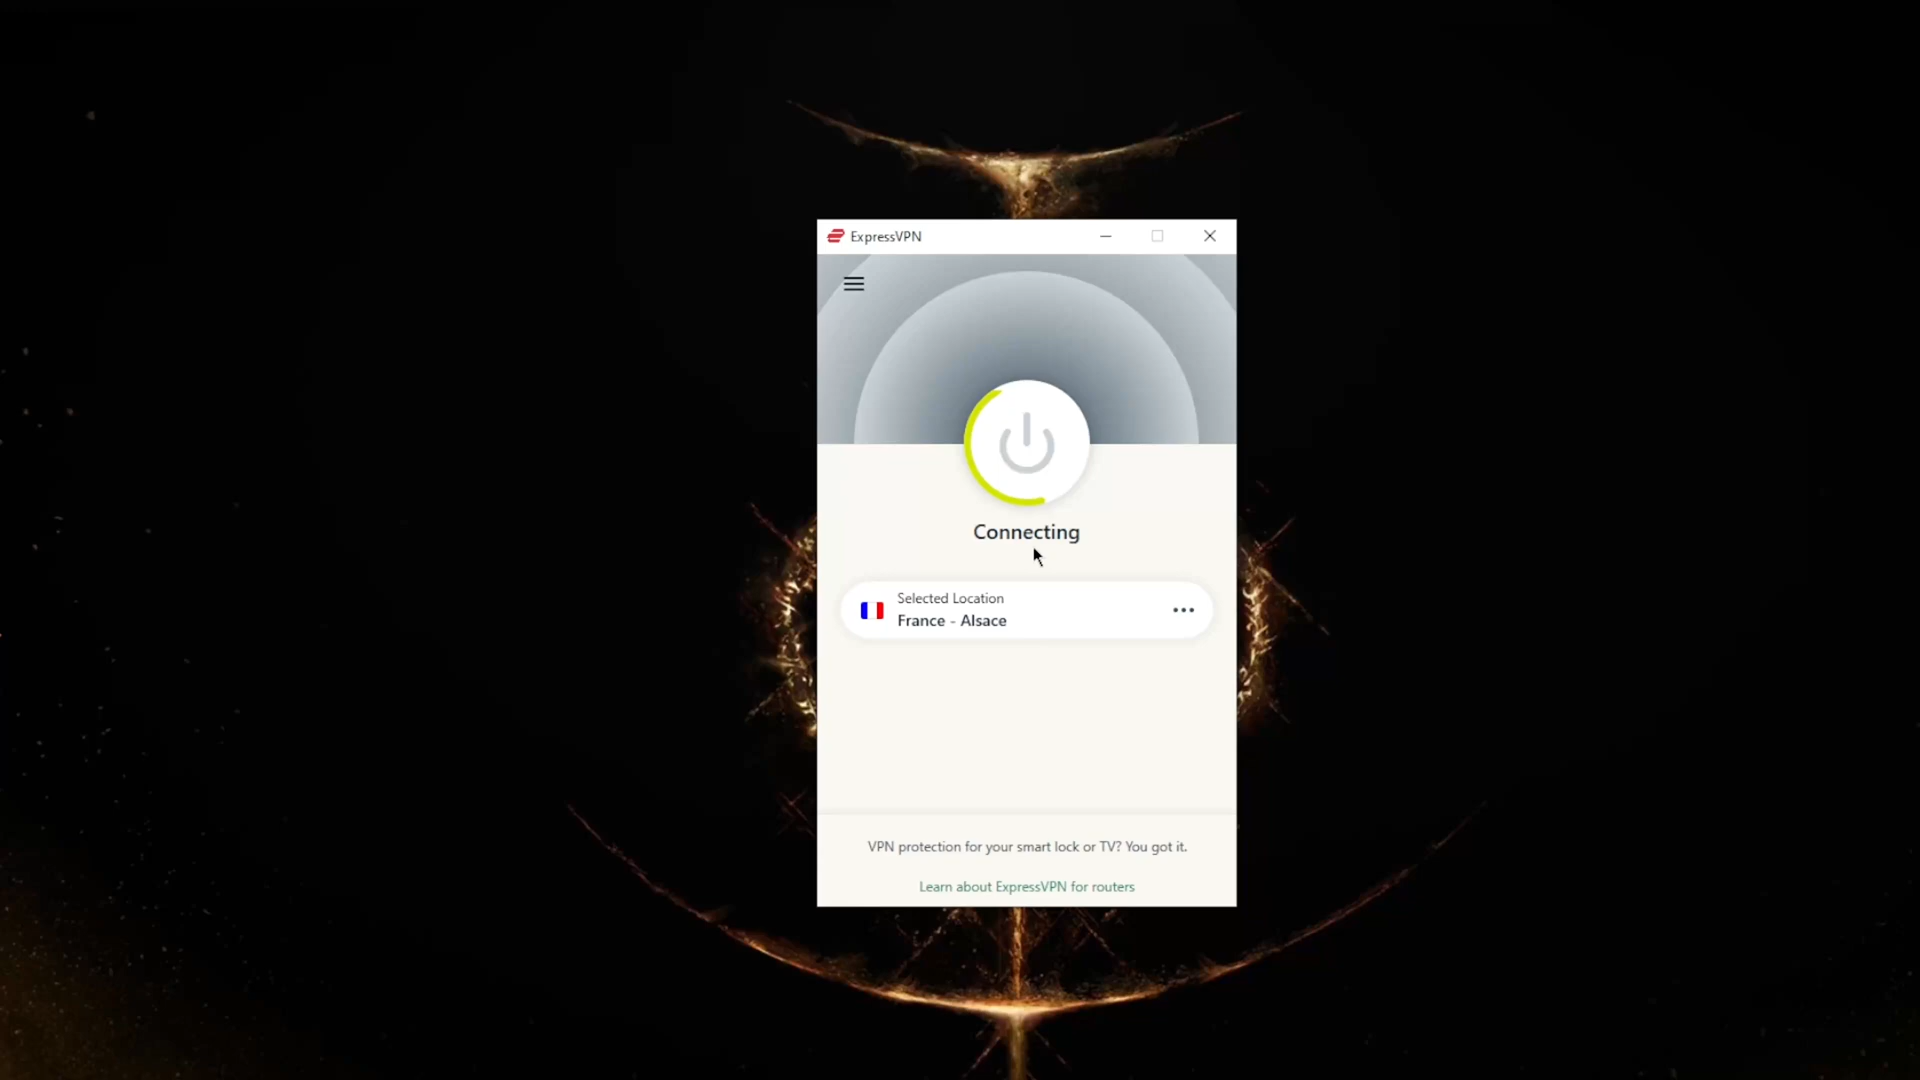 ExpressVPN
Connecting
Selected Location
France - Alsace
VPN protection for your smart lock or TV? You got it.
Learn about ExpressVPN for routers